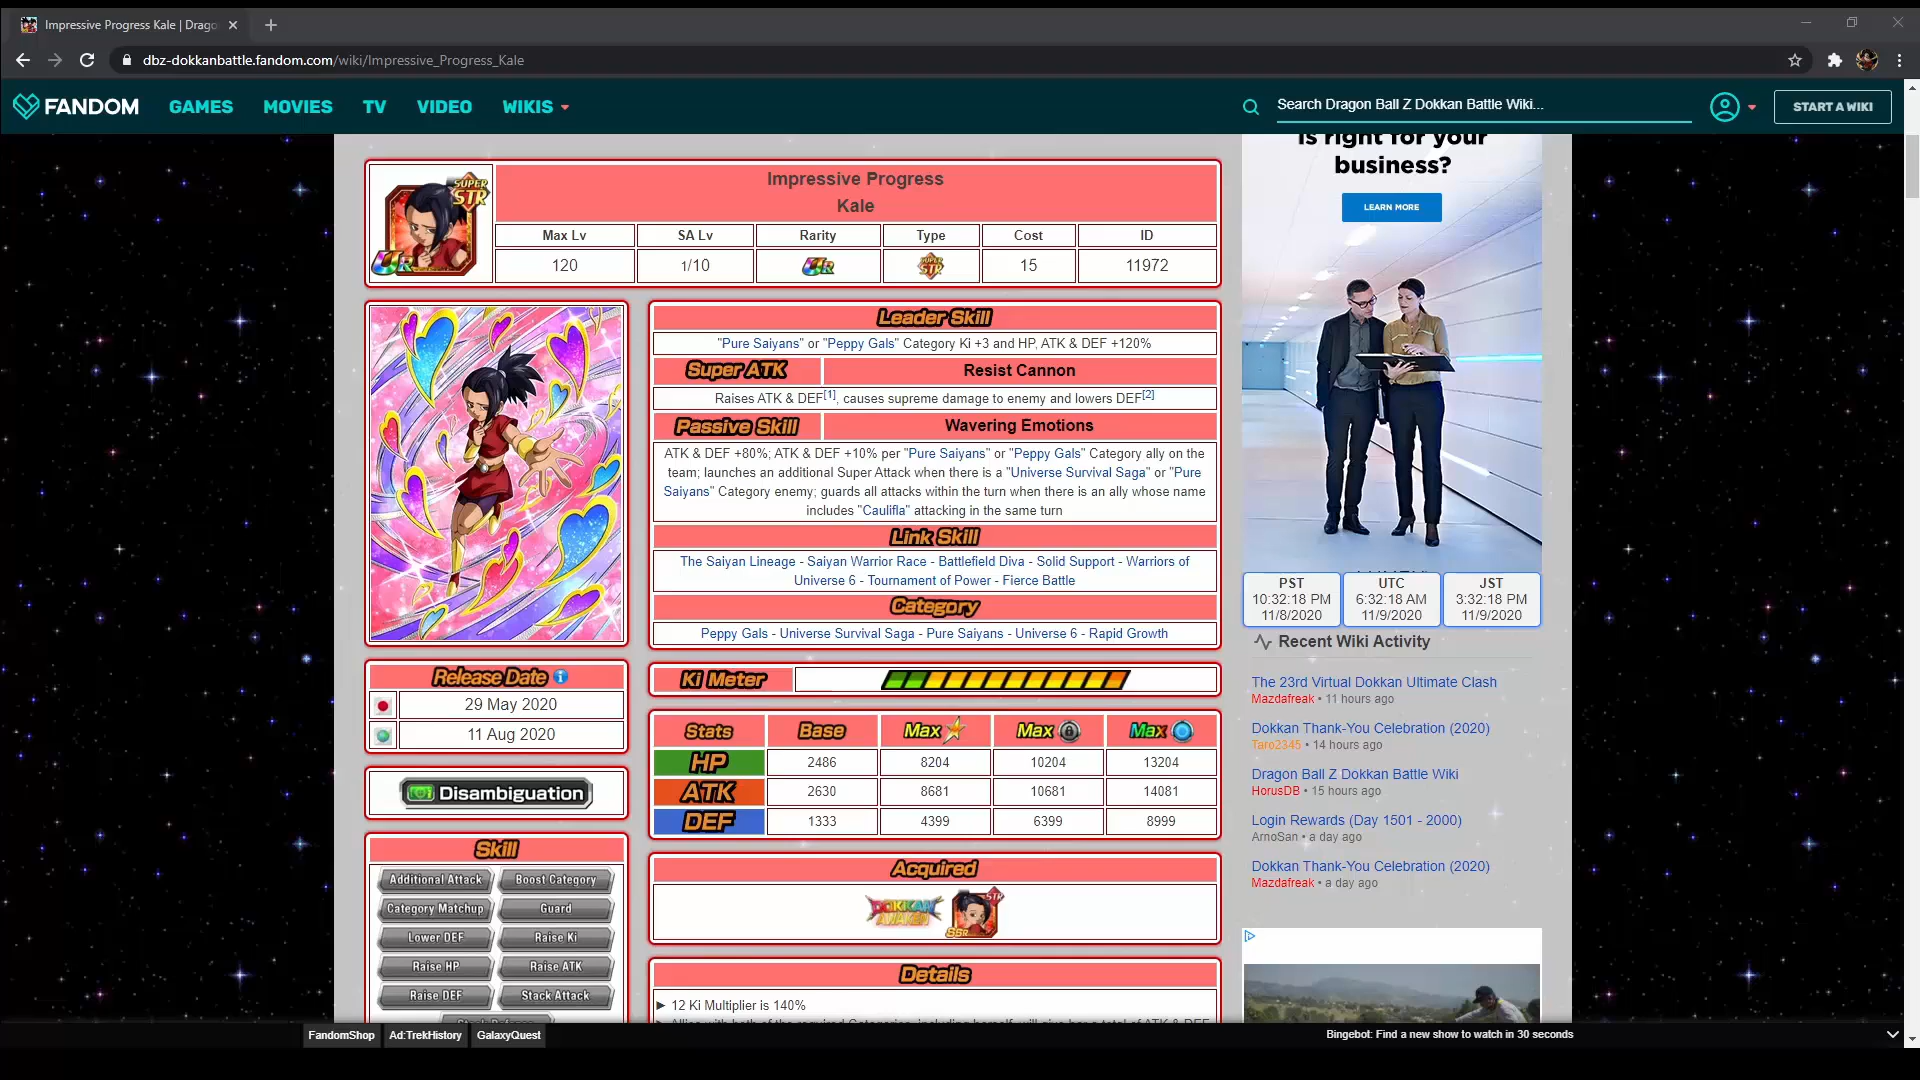 Impressive Progress Kale | Drago
dbz-dokkanbattle.fandom.com/wiki/Impressive_Progress_Kale
FANDOM GAMES MOVIES TV VIDEO WIKIS
Search Dragon Ball Z Dokkan Battle Wiki...
START A WIKI
Impressive Progress
Kale
SUPER STR
UR
Max Lv SA Lv Rarity Type Cost ID
120 1/10 UR SUPER STR 15 11972
Leader Skill
"Pure Saiyans" or "Peppy Gals" Category Ki +3 and HP, ATK & DEF +120%
Super ATK Resist Cannon
Raises ATK & DEF[1], causes supreme damage to enemy and lowers DEF[2]
Passive Skill Wavering Emotions
ATK & DEF +80%; ATK & DEF +10% per "Pure Saiyans" or "Peppy Gals" Category ally on the
team; launches an additional Super Attack when there is a "Universe Survival Saga" or "Pure
Saiyans" Category enemy; guards all attacks within the turn when there is an ally whose name
includes "Caulifla" attacking in the same turn
Link Skill
The Saiyan Lineage - Saiyan Warrior Race - Battlefield Diva - Solid Support - Warriors of
Universe 6 - Tournament of Power - Fierce Battle
Category
Peppy Gals - Universe Survival Saga - Pure Saiyans - Universe 6 - Rapid Growth
Release Date
29 May 2020
11 Aug 2020
Disambiguation
Skill
Additional Attack Boost Category
Category Matchup Guard
Lower DEF Raise Ki
Raise HP Raise ATK
Raise DEF Stack Attack
Ki Meter
Stats Base Max Max Max
HP 2486 8204 10204 13204
ATK 2630 8681 10681 14081
DEF 1333 4399 6399 8999
Acquired
DOKKAN AWAKEN STR SSR
Details
► 12 Ki Multiplier is 140%
is right for your
business?
LEARN MORE
PST UTC JST
10:32:18 PM 6:32:18 AM 3:32:18 PM
11/8/2020 11/9/2020 11/9/2020
Recent Wiki Activity
The 23rd Virtual Dokkan Ultimate Clash
Mazdafreak • 11 hours ago
Dokkan Thank-You Celebration (2020)
Taro2345 • 14 hours ago
Dragon Ball Z Dokkan Battle Wiki
HorusDB • 15 hours ago
Login Rewards (Day 1501 - 2000)
ArnoSan • a day ago
Dokkan Thank-You Celebration (2020)
Mazdafreak • a day ago
FandomShop Ad:TrekHistory GalaxyQuest
Bingebot: Find a new show to watch in 30 seconds